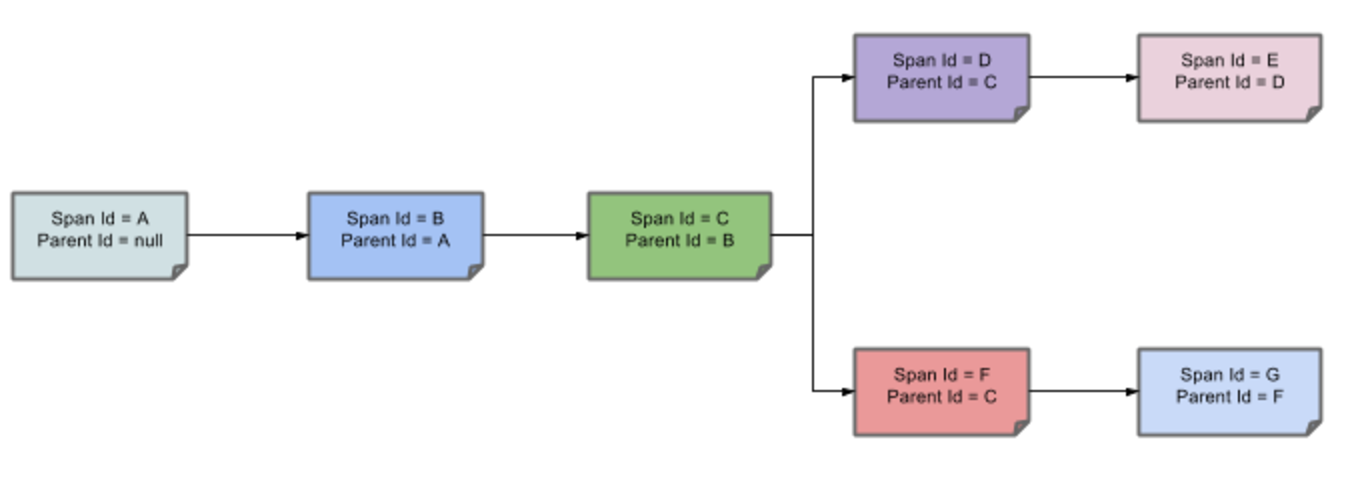 Span Id = D
Parent Id = C
Span Id = E
Parent Id = D
Span Id = A
Parent Id = null
Span Id = B
Parent Id = A
Span Id = C
Parent Id = B
Span Id = F
Parent Id = C
Span Id = G
Parent Id = F